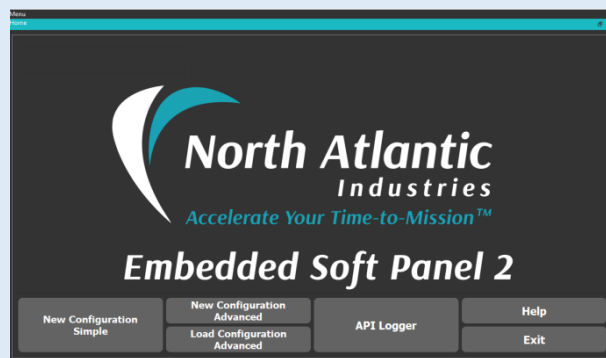 Menu
Home
North Atlantic
Industries
Accelerate Your Time-to-Mission™
Embedded Soft Panel 2
New Configuration
Simple
New Configuration
Advanced
Load Configuration
Advanced
API Logger
Help
Exit